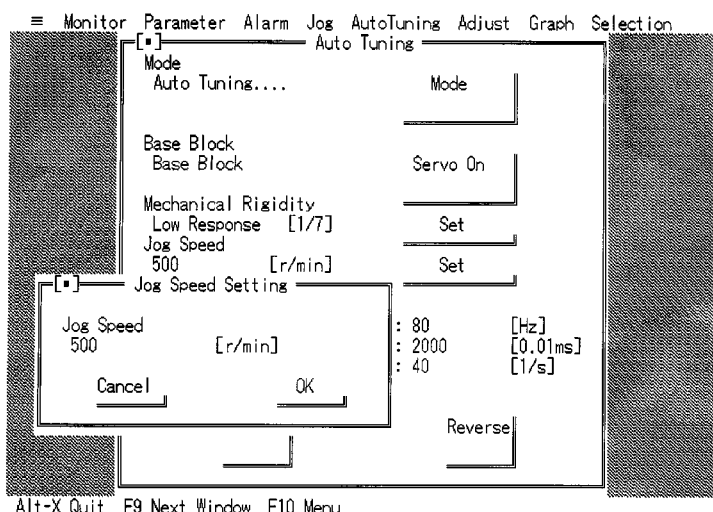 ≡ Monitor Parameter Alarm Jog AutoTuning Adjust Graph Selection
[▪] Auto Tuning
Mode
Auto Tuning.... Mode
Base Block
Base Block Servo On
Mechanical Rigidity
Low Response [1/7] Set
Jog Speed
500 [r/min] Set
[▪] Jog Speed Setting
Jog Speed
500 [r/min]
Cancel OK
: 80 [Hz]
: 2000 [0.01ms]
: 40 [1/s]
Reverse
Alt-X Quit F9 Next Window F10 Menu